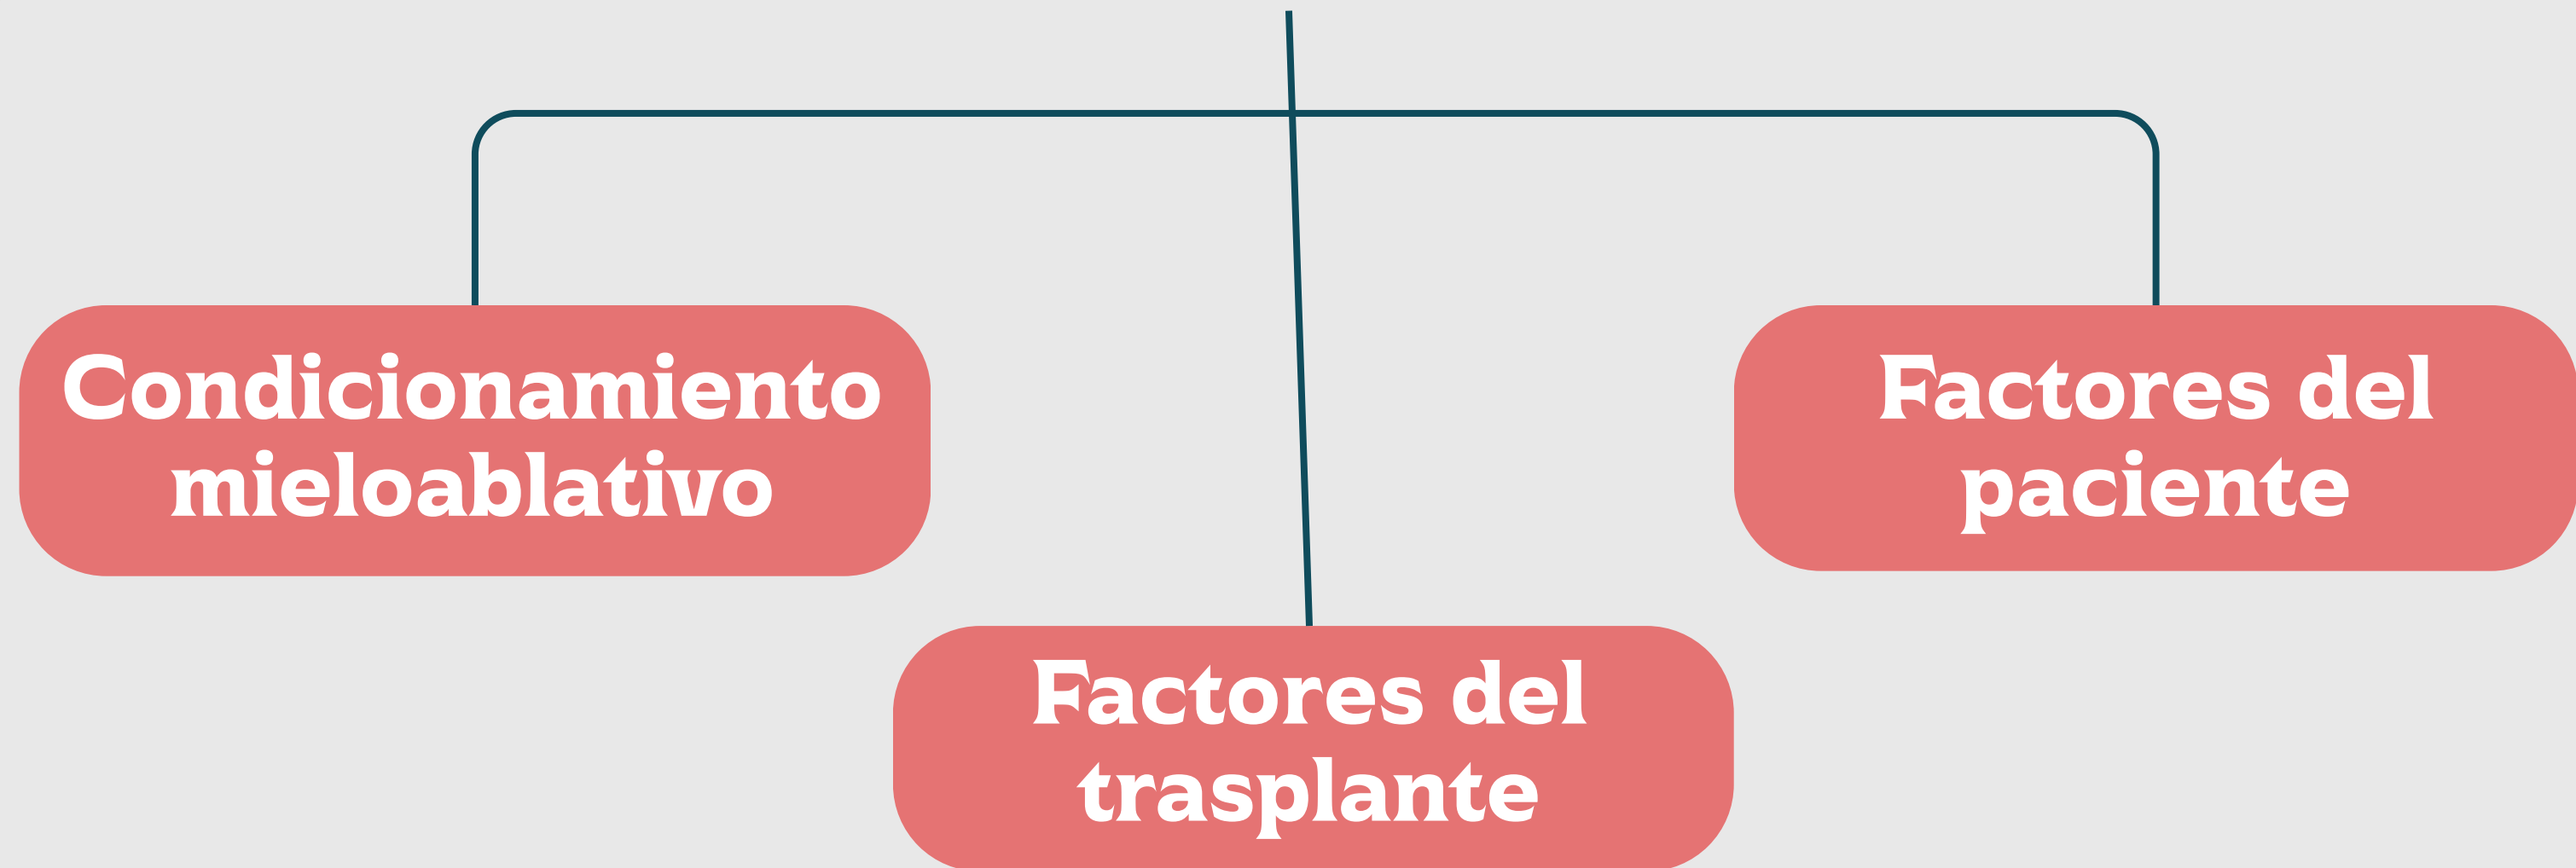 Condicionamiento
mieloablativo
Factores del
paciente
Factores del
trasplante